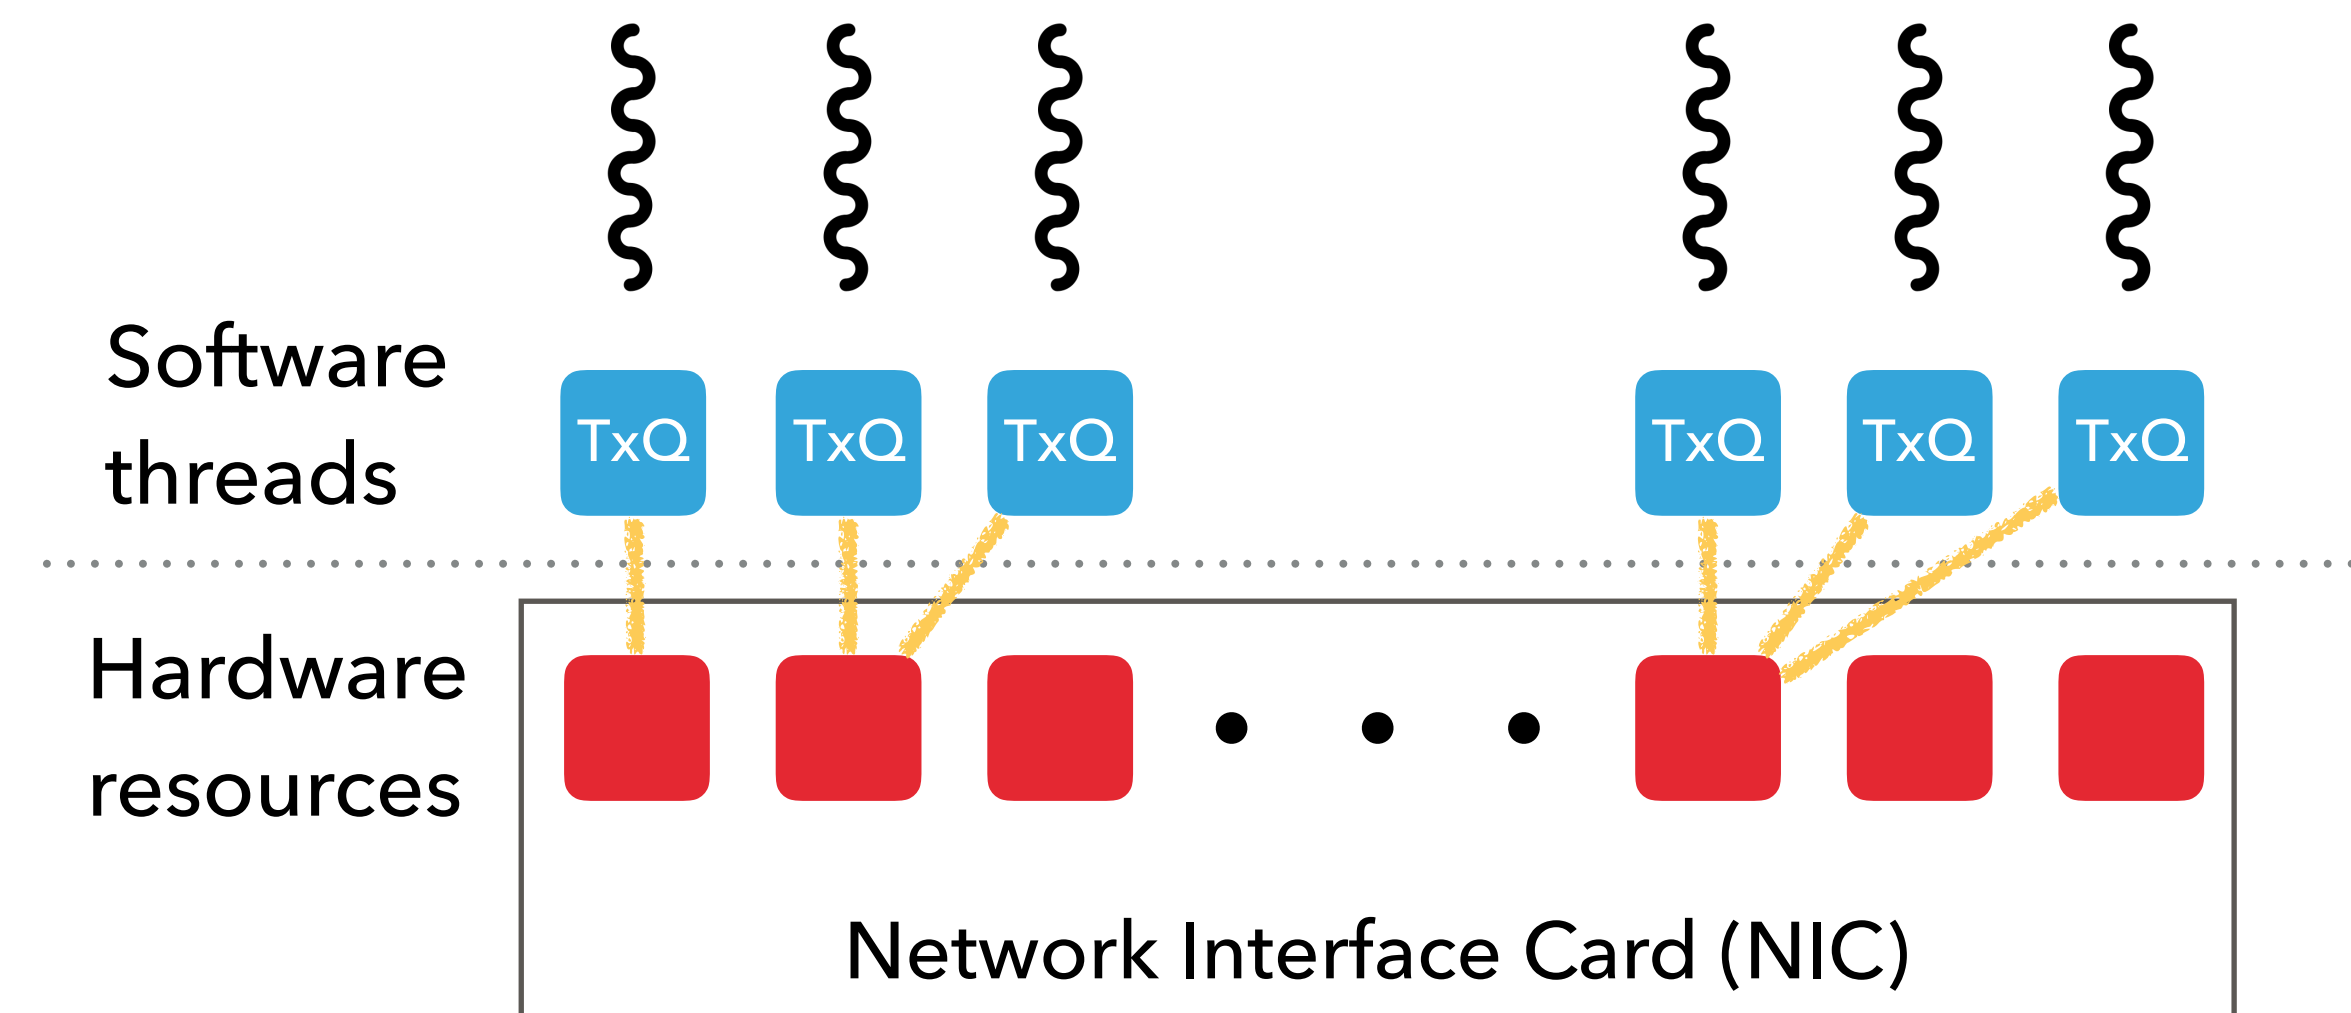 Software
threads
TxQ TxQ TxQ TxQ TxQ TxQ
Hardware
resources
Network Interface Card (NIC)